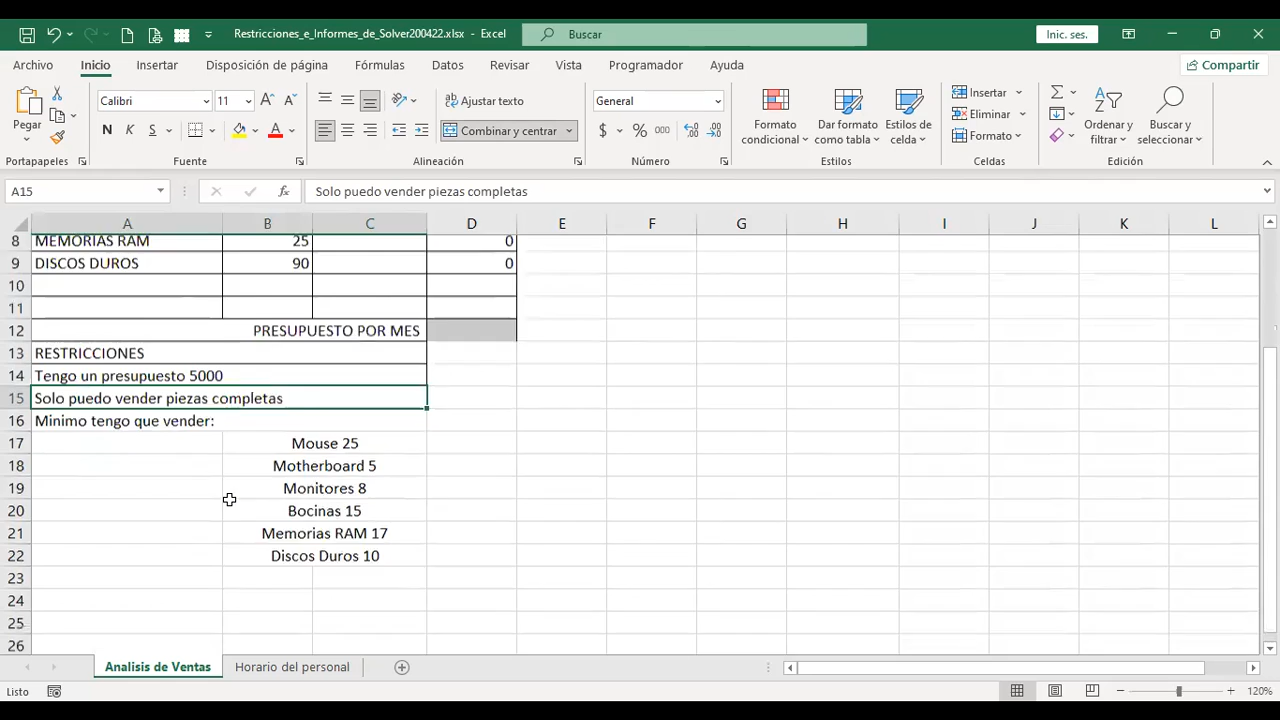 Restricciones_e_Informes_de_Solver200422.xlsx - Excel
Buscar
Inic. ses.
Archivo Inicio Insertar Disposición de página Fórmulas Datos Revisar Vista Programador Ayuda Compartir
Pegar
Calibri 11
N K S
Ajustar texto
Combinar y centrar
General
$ % 000
Formato condicional
Dar formato como tabla
Estilos de celda
Insertar
Eliminar
Formato
Ordenar y filtrar
Buscar y seleccionar
Portapapeles Fuente Alineación Número Estilos Celdas Edición
A15 fx Solo puedo vender piezas completas
A B C D E F G H I J K L
8 MEMORIAS RAM 25 0
9 DISCOS DUROS 90 0
10
11
12 PRESUPUESTO POR MES
13 RESTRICCIONES
14 Tengo un presupuesto 5000
15 Solo puedo vender piezas completas
16 Minimo tengo que vender:
17 Mouse 25
18 Motherboard 5
19 Monitores 8
20 Bocinas 15
21 Memorias RAM 17
22 Discos Duros 10
23
24
25
26
Analisis de Ventas Horario del personal
Listo 120%